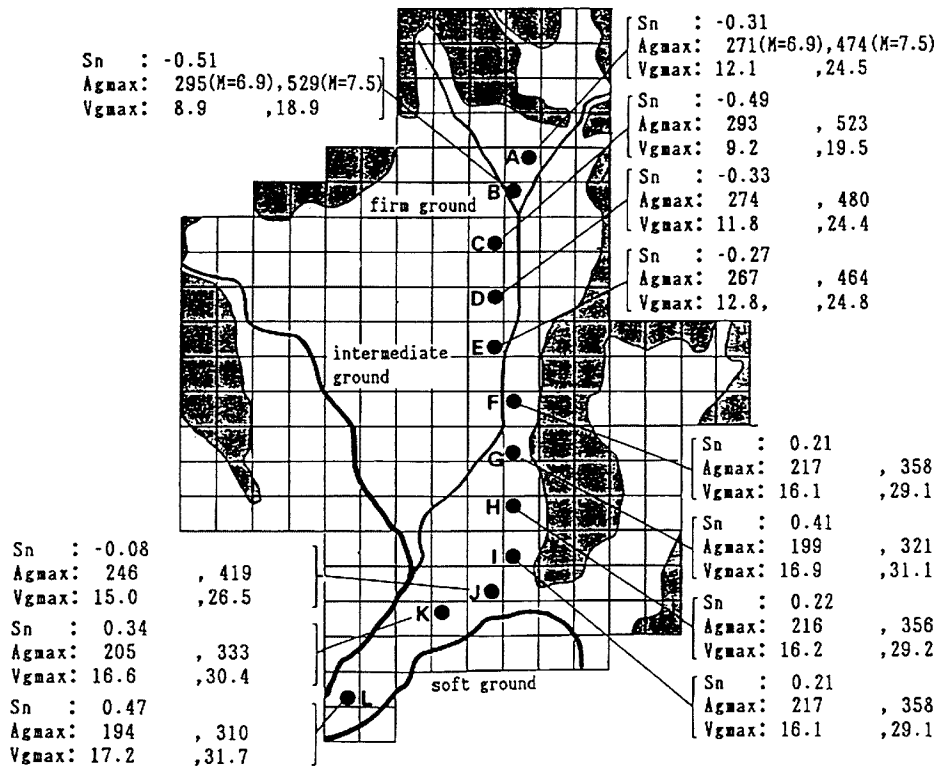 Sn : -0.51
Agmax: 295(M=6.9),529(M=7.5)
Vgmax: 8.9 ,18.9
Sn : -0.31
Agmax: 271(M=6.9),474(M=7.5)
Vgmax: 12.1 ,24.5
Sn : -0.49
Agmax: 293 , 523
Vgmax: 9.2 ,19.5
Sn : -0.33
Agmax: 274 , 480
Vgmax: 11.8 ,24.4
Sn : -0.27
Agmax: 267 , 464
Vgmax: 12.8, ,24.8
A
B
firm ground
C
D
E
intermediate
ground
F
G
H
I
J
K
L
soft ground
Sn : 0.21
Agmax: 217 , 358
Vgmax: 16.1 ,29.1
Sn : 0.41
Agmax: 199 , 321
Vgmax: 16.9 ,31.1
Sn : 0.22
Agmax: 216 , 356
Vgmax: 16.2 ,29.2
Sn : 0.21
Agmax: 217 , 358
Vgmax: 16.1 ,29.1
Sn : -0.08
Agmax: 246 , 419
Vgmax: 15.0 ,26.5
Sn : 0.34
Agmax: 205 , 333
Vgmax: 16.6 ,30.4
Sn : 0.47
Agmax: 194 , 310
Vgmax: 17.2 ,31.7